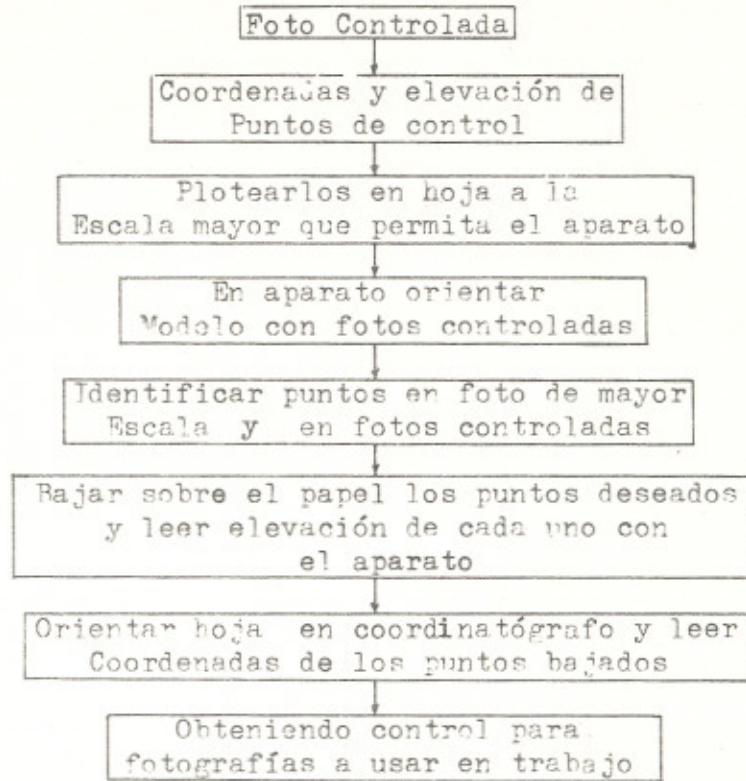 Foto Controlada
Coordenadas y elevación de
Puntos de control
Plotearlos en hoja a la
Escala mayor que permita el aparato
En aparato orientar
Modelo con fotos controladas
Identificar puntos en foto de mayor
Escala y en fotos controladas
Bajar sobre el papel los puntos deseados
y leer elevación de cada uno con
el aparato
Orientar hoja en coordinatógrafo y leer
Coordenadas de los puntos bajados
Obteniendo control para
fotografías a usar en trabajo